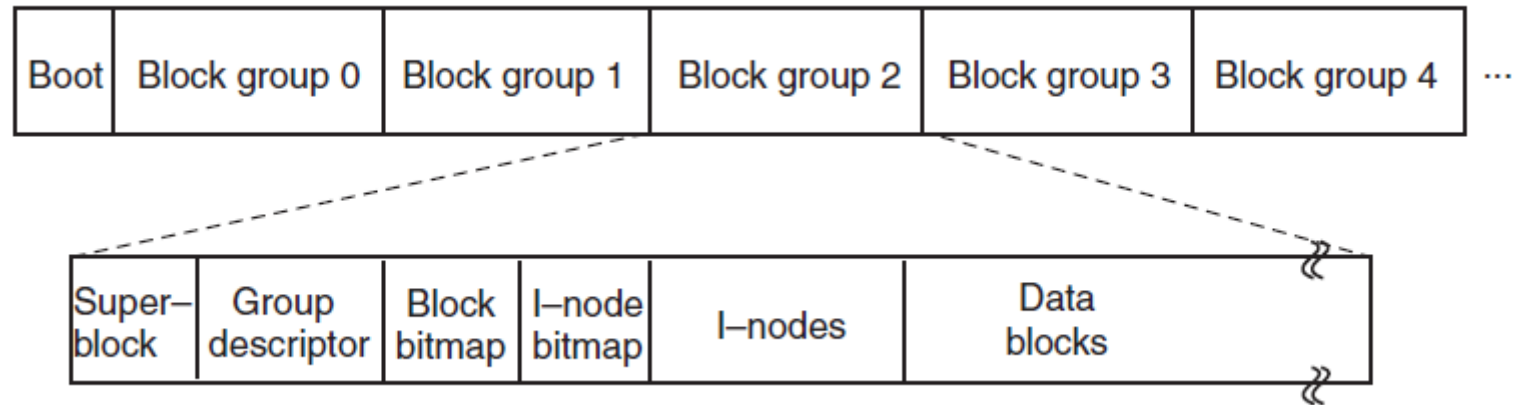 Boot Block group 0 Block group 1 Block group 2 Block group 3 Block group 4 ...
Super– Group Block I–node I–nodes Data
block descriptor bitmap bitmap blocks